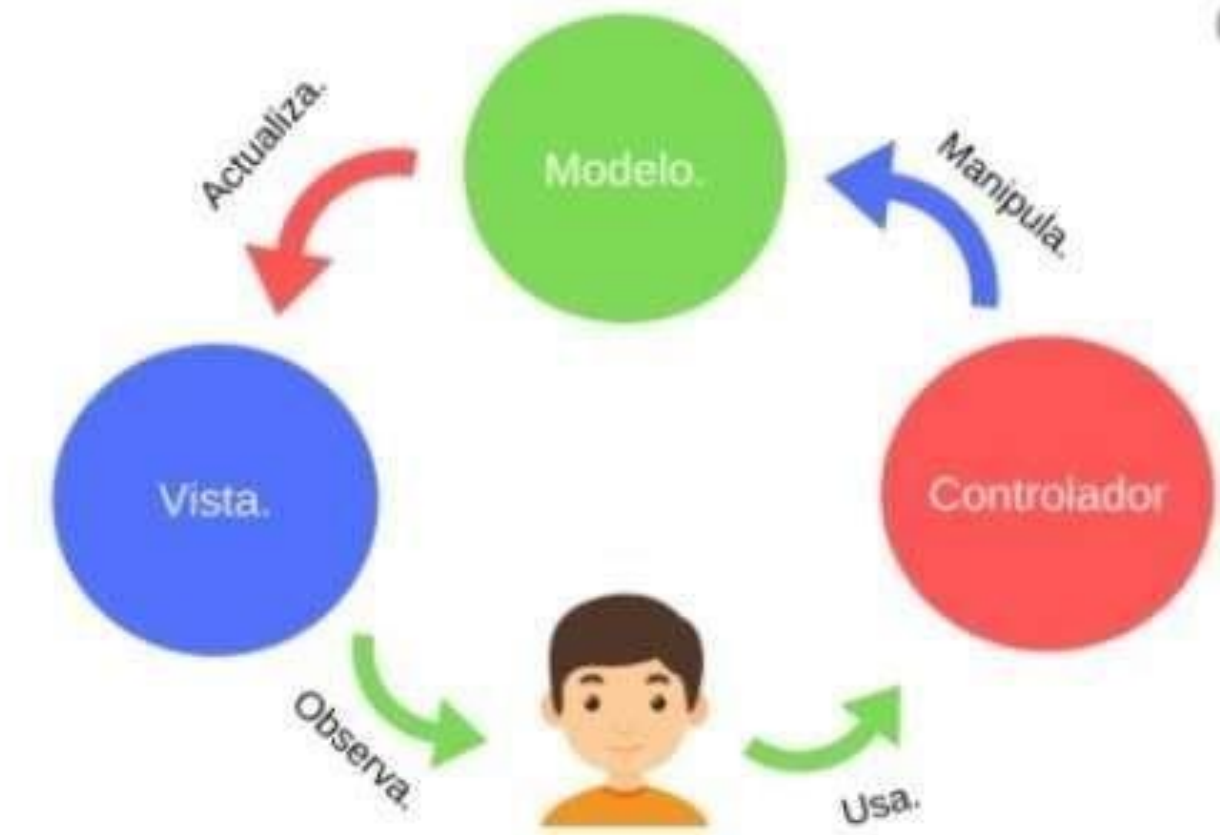 Actualiza.
Modelo.
Manipula.
Vista.
Controlador
Observa.
Usa.